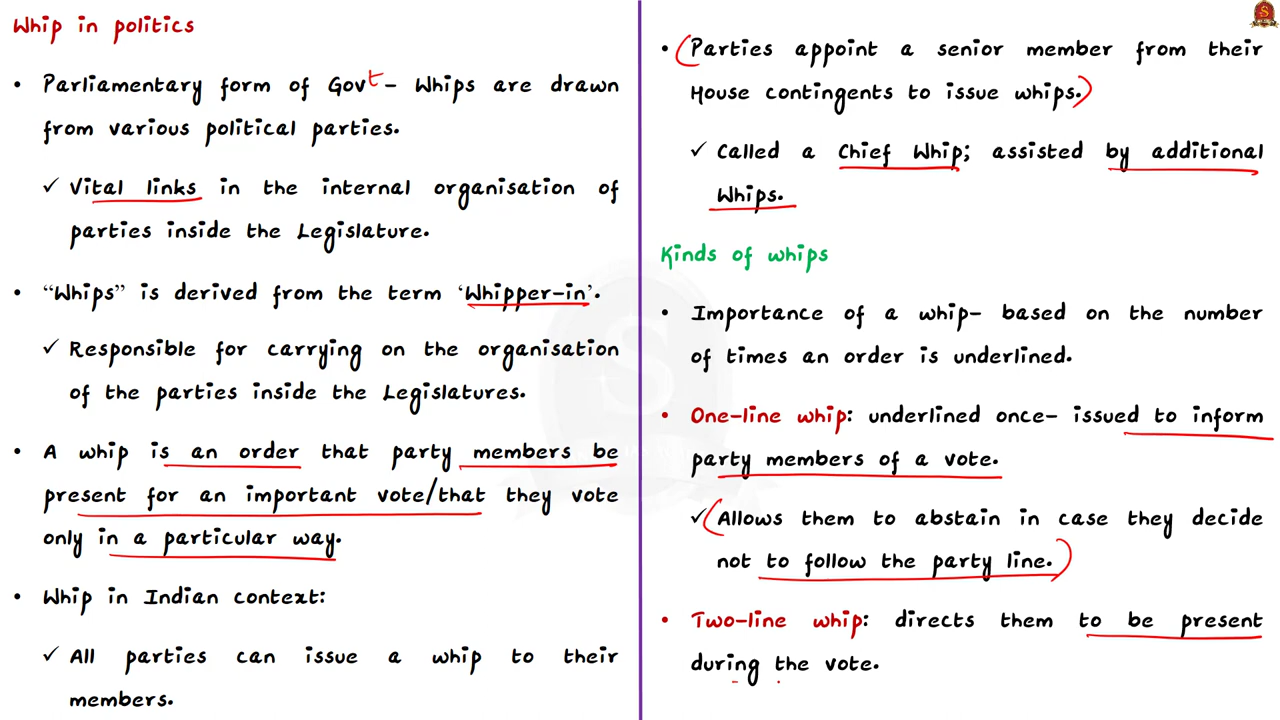 Whip in politics
• Parliamentary form of Govt - Whips are drawn
from various political parties.
✓ Vital links in the internal organisation of
parties inside the Legislature.
• “Whips” is derived from the term ‘Whipper-in’.
✓ Responsible for carrying on the organisation
of the parties inside the Legislatures.
• A whip is an order that party members be
present for an important vote/that they vote
only in a particular way.
• Whip in Indian context:
✓ All parties can issue a whip to their
members.
• (Parties appoint a senior member from their
House contingents to issue whips.)
✓ Called a Chief Whip; assisted by additional
Whips.
Kinds of whips
• Importance of a whip- based on the number
of times an order is underlined.
• One-line whip: underlined once- issued to inform
party members of a vote.
✓ (Allows them to abstain in case they decide
not to follow the party line.)
• Two-line whip: directs them to be present
during the vote.